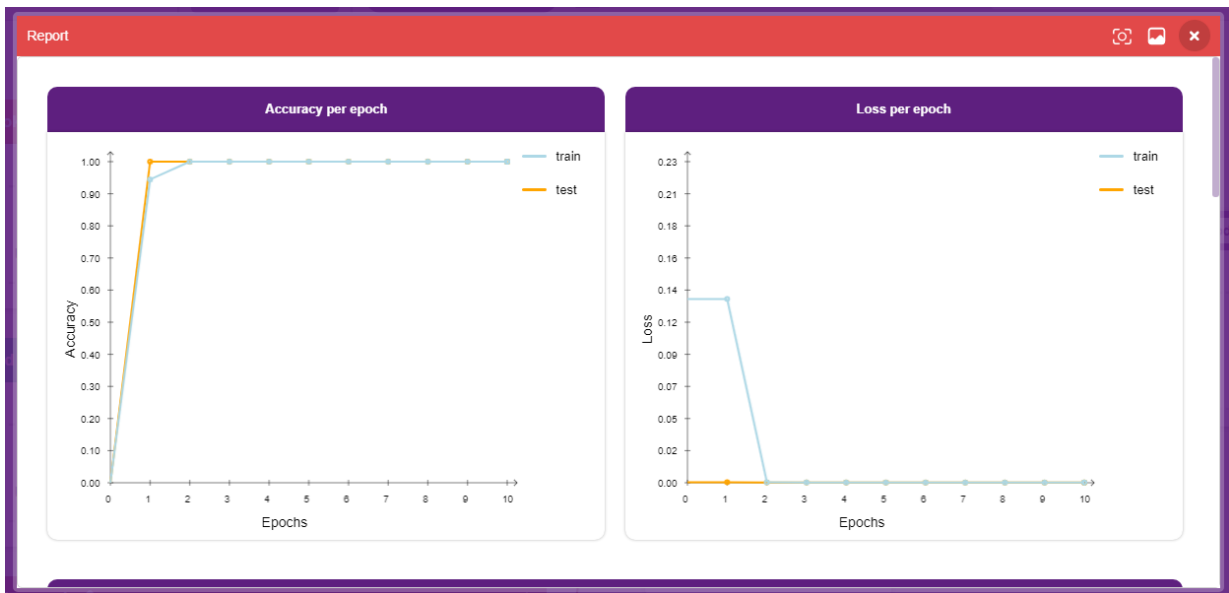 Report
Accuracy per epoch
1.00
0.90
0.80
0.70
0.60
0.50
0.40
0.30
0.20
0.10
0.00
Accuracy
0 1 2 3 4 5 6 7 8 9 10
Epochs
train
test
Loss per epoch
0.23
0.21
0.18
0.16
0.14
0.12
0.09
0.07
0.05
0.02
0.00
Loss
0 1 2 3 4 5 6 7 8 9 10
Epochs
train
test